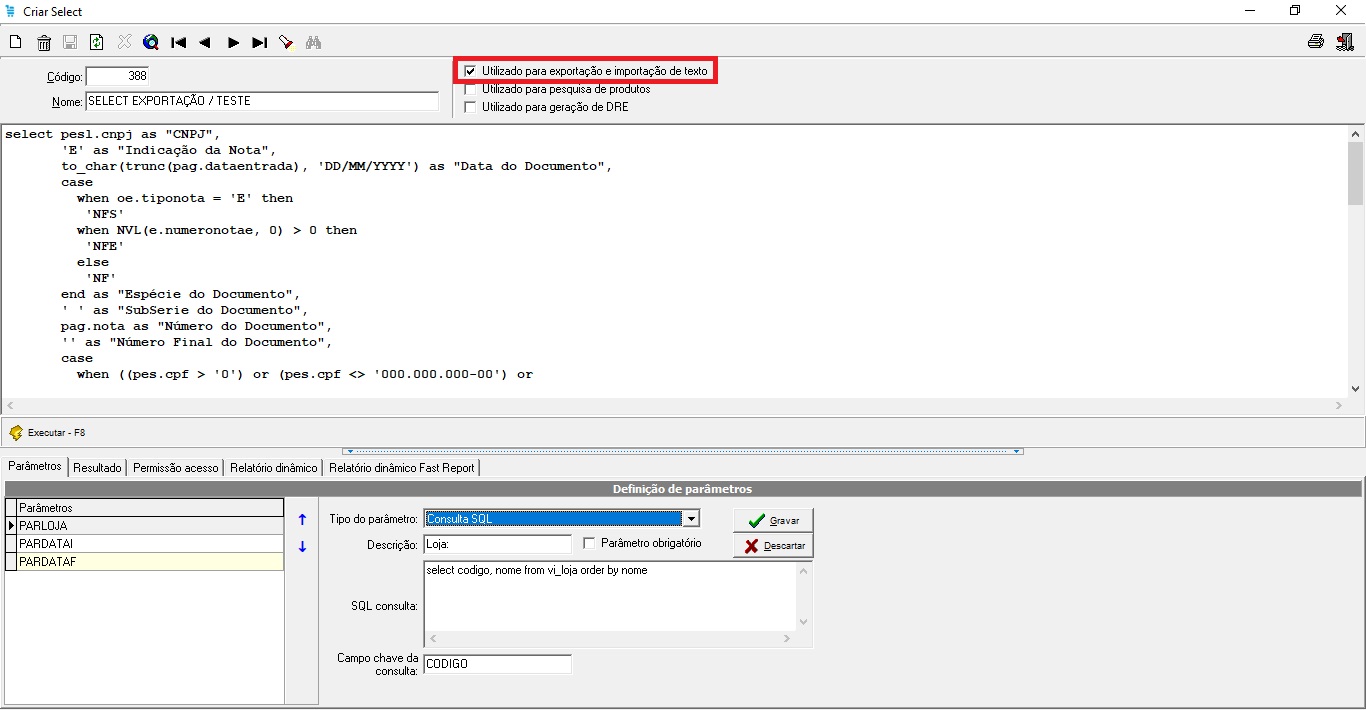 Criar Select
Código: 388
Nome: SELECT EXPORTAÇÃO / TESTE
Utilizado para exportação e importação de texto
Utilizado para pesquisa de produtos
Utilizado para geração de DRE
select pesl.cnpj as "CNPJ",
'E' as "Indicação da Nota",
to_char(trunc(pag.dataentrada), 'DD/MM/YYYY') as "Data do Documento",
case
when oe.tiponota = 'E' then
'NFS'
when NVL(e.numeronotae, 0) > 0 then
'NFE'
else
'NF'
end as "Espécie do Documento",
' ' as "SubSerie do Documento",
pag.nota as "Número do Documento",
'' as "Número Final do Documento",
case
when ((pes.cpf > '0') or (pes.cpf <> '000.000.000-00') or
Executar - F8
Parâmetros Resultado Permissão acesso Relatório dinâmico Relatório dinâmico Fast Report
Definição de parâmetros
Parâmetros
PARLOJA
PARDATAI
PARDATAF
Tipo do parâmetro: Consulta SQL
Gravar
Descrição: Loja:
Parâmetro obrigatório
Descartar
SQL consulta:
select codigo, nome from vi_loja order by nome
Campo chave da
consulta:
CODIGO